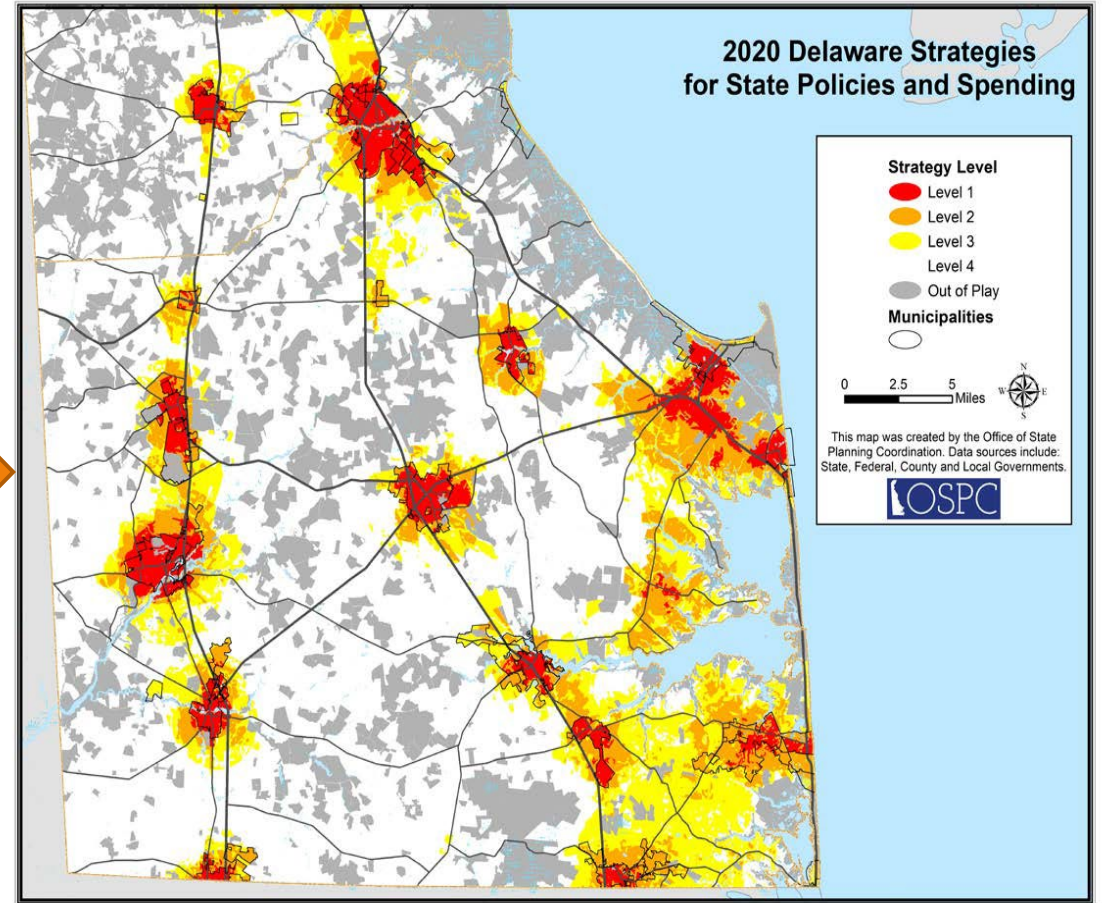 2020 Delaware Strategies
for State Policies and Spending
Strategy Level
Level 1
Level 2
Level 3
Level 4
Out of Play
Municipalities
0 2.5 5
Miles
N
W E
S
This map was created by the Office of State
Planning Coordination. Data sources include:
State, Federal, County and Local Governments.
OSPC